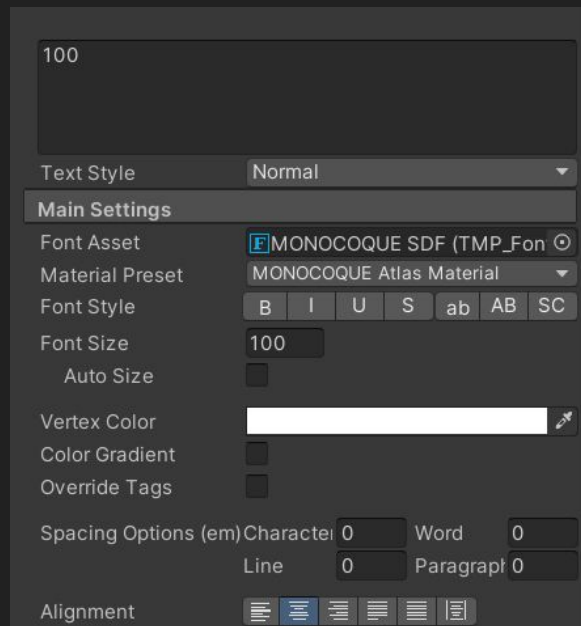 100
Text Style Normal
Main Settings
Font Asset F MONOCOQUE SDF (TMP_Fon
Material Preset MONOCOQUE Atlas Material
Font Style B I U S ab AB SC
Font Size 100
Auto Size
Vertex Color
Color Gradient
Override Tags
Spacing Options (em) Character 0 Word 0
Line 0 Paragraph 0
Alignment